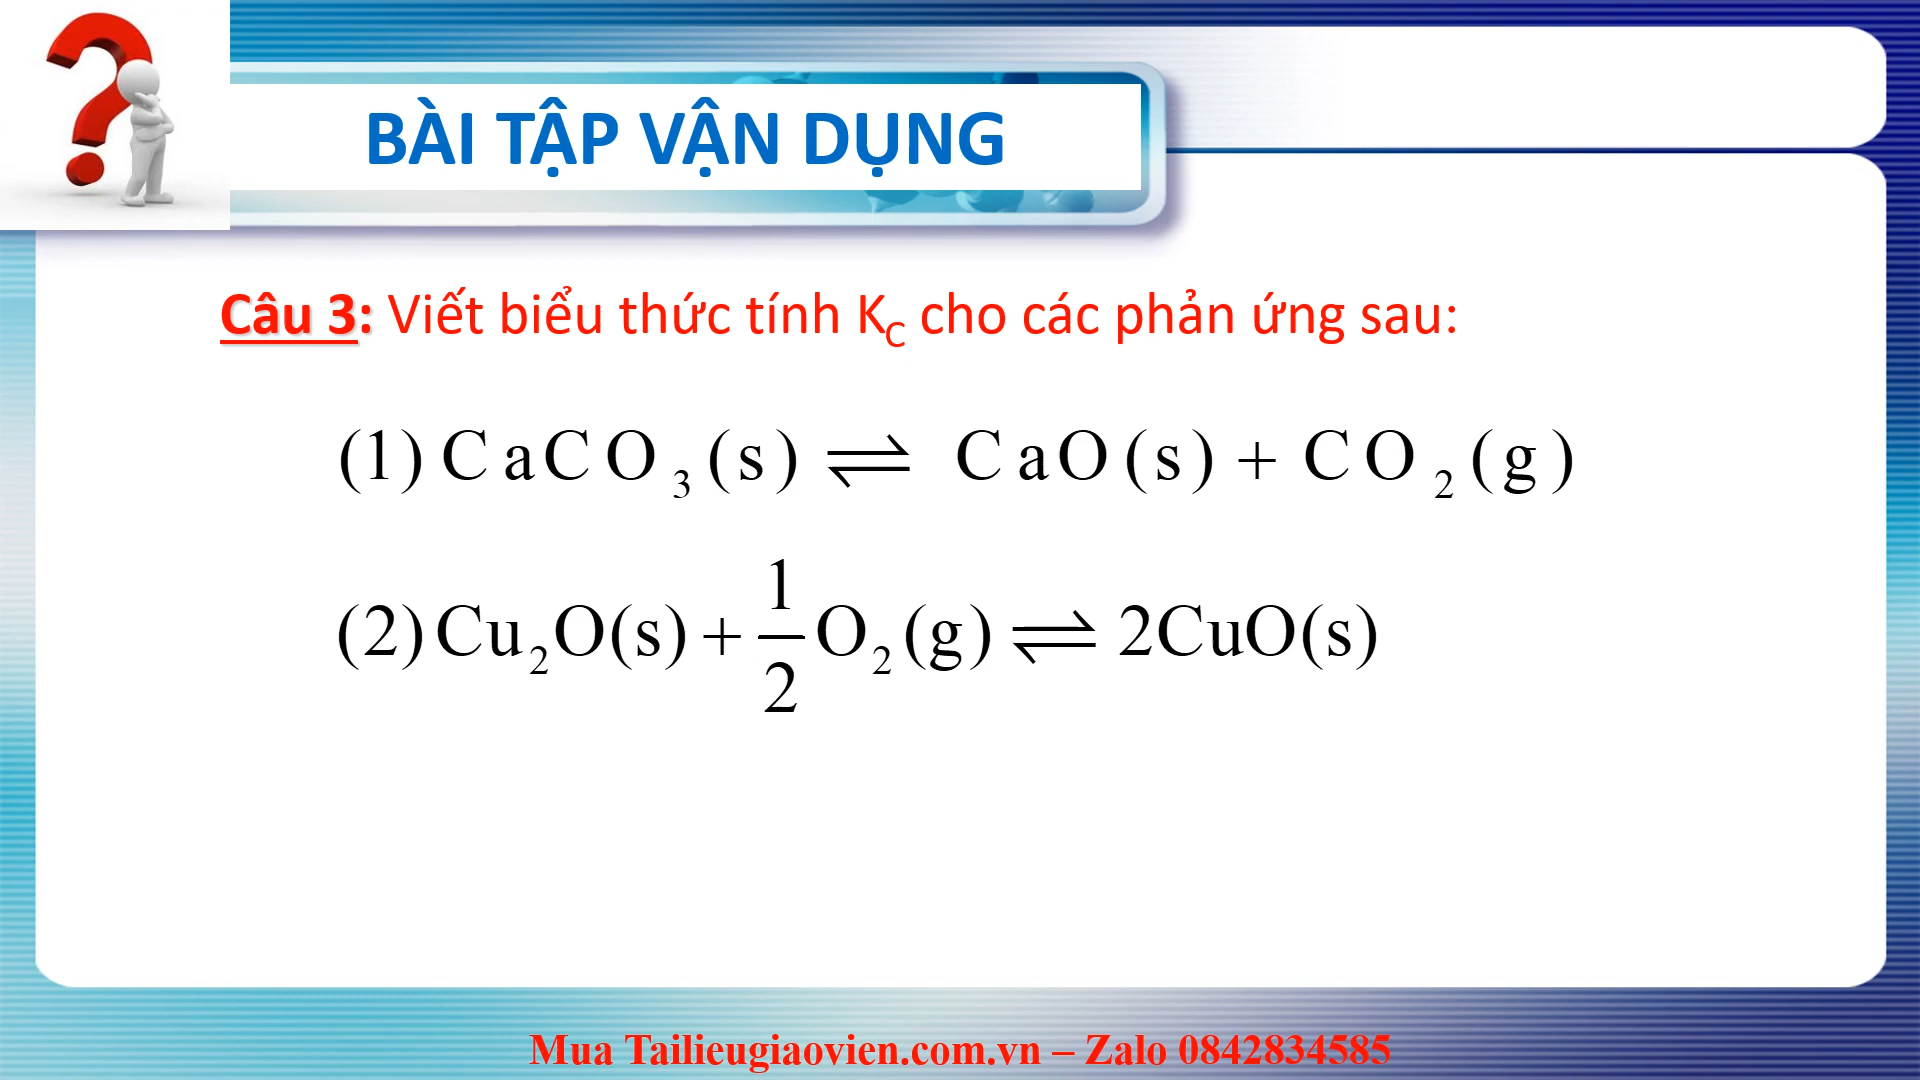 BÀI TẬP VẬN DỤNG
Câu 3: Viết biểu thức tính K_C cho các phản ứng sau:
(1) CaCO₃(s) ⇌ CaO(s) + CO₂(g)
(2) Cu₂O(s) + 1/2 O₂(g) ⇌ 2CuO(s)
Mua Tailieugiaovien.com.vn – Zalo 0842834585